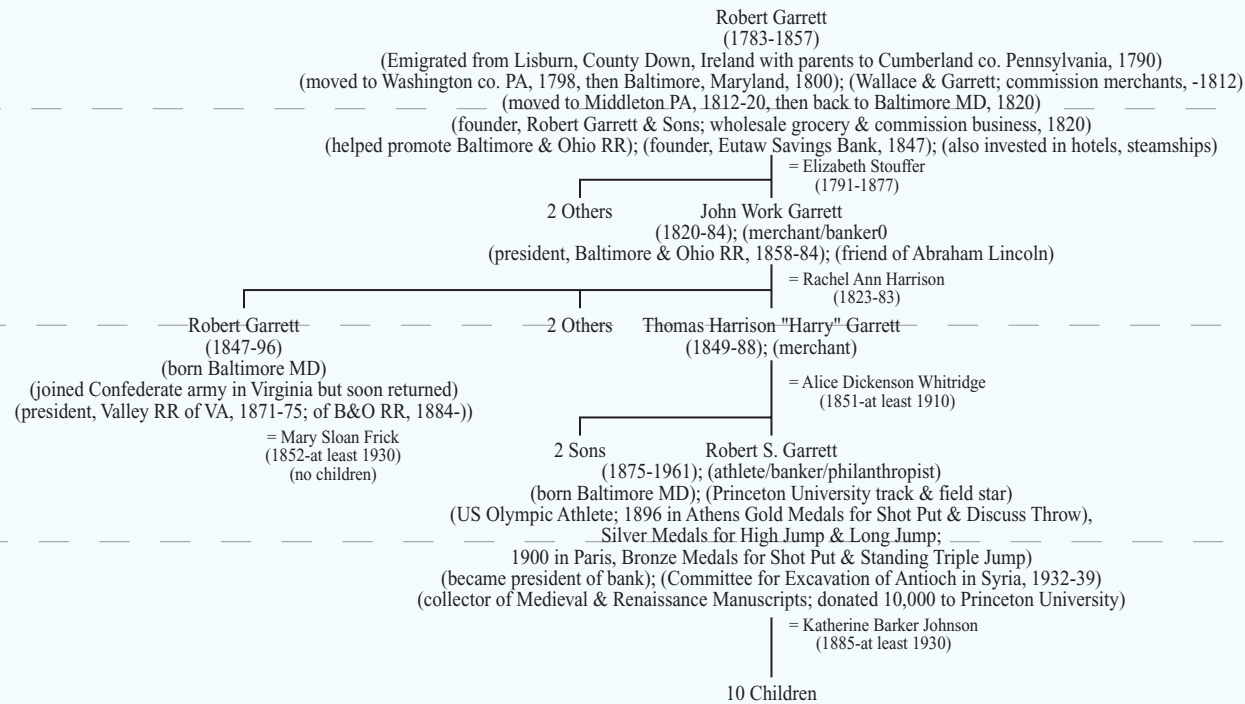 Robert Garrett
(1783-1857)
(Emigrated from Lisburn, County Down, Ireland with parents to Cumberland co. Pennsylvania, 1790)
(moved to Washington co. PA, 1798, then Baltimore, Maryland, 1800); (Wallace & Garrett; commission merchants, -1812)
(moved to Middleton PA, 1812-20, then back to Baltimore MD, 1820)
(founder, Robert Garrett & Sons; wholesale grocery & commission business, 1820)
(helped promote Baltimore & Ohio RR); (founder, Eutaw Savings Bank, 1847); (also invested in hotels, steamships)
= Elizabeth Stouffer
(1791-1877)
2 Others
John Work Garrett
(1820-84); (merchant/banker0
(president, Baltimore & Ohio RR, 1858-84); (friend of Abraham Lincoln)
= Rachel Ann Harrison
(1823-83)
Robert Garrett
(1847-96)
(born Baltimore MD)
(joined Confederate army in Virginia but soon returned)
(president, Valley RR of VA, 1871-75; of B&O RR, 1884-))
= Mary Sloan Frick
(1852-at least 1930)
(no children)
2 Others
Thomas Harrison "Harry" Garrett
(1849-88); (merchant)
= Alice Dickenson Whitridge
(1851-at least 1910)
2 Sons
Robert S. Garrett
(1875-1961); (athlete/banker/philanthropist)
(born Baltimore MD); (Princeton University track & field star)
(US Olympic Athlete; 1896 in Athens Gold Medals for Shot Put & Discuss Throw),
Silver Medals for High Jump & Long Jump;
1900 in Paris, Bronze Medals for Shot Put & Standing Triple Jump)
(became president of bank); (Committee for Excavation of Antioch in Syria, 1932-39)
(collector of Medieval & Renaissance Manuscripts; donated 10,000 to Princeton University)
= Katherine Barker Johnson
(1885-at least 1930)
10 Children